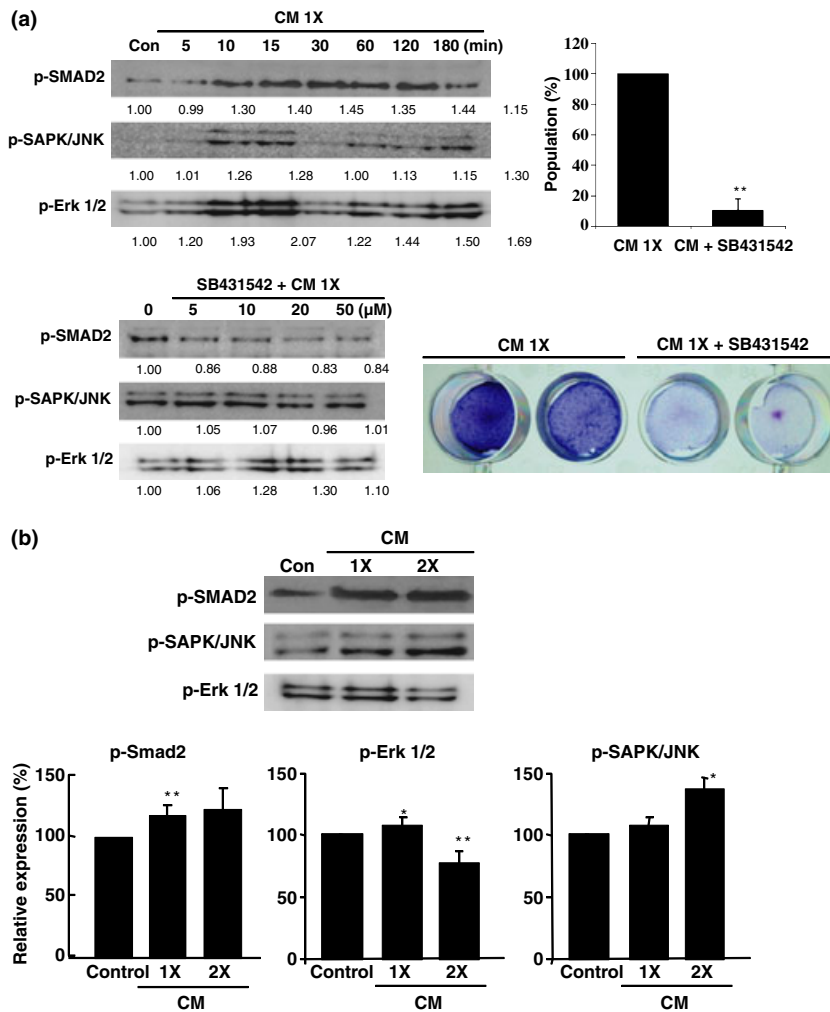 (a)
CM 1X
Con 5 10 15 30 60 120 180 (min)
p-SMAD2
1.00 0.99 1.30 1.40 1.45 1.35 1.44 1.15
p-SAPK/JNK
1.00 1.01 1.26 1.28 1.00 1.13 1.15 1.30
p-Erk 1/2
1.00 1.20 1.93 2.07 1.22 1.44 1.50 1.69
Population (%)
120
100
80
60
40
20
0
**
CM 1X CM + SB431542
SB431542 + CM 1X
0 5 10 20 50 (μM)
p-SMAD2
1.00 0.86 0.88 0.83 0.84
p-SAPK/JNK
1.00 1.05 1.07 0.96 1.01
p-Erk 1/2
1.00 1.06 1.28 1.30 1.10
CM 1X CM 1X + SB431542
(b)
CM
Con 1X 2X
p-SMAD2
p-SAPK/JNK
p-Erk 1/2
Relative expression (%)
p-Smad2
150
100
50
0
**
Control 1X 2X
CM
p-Erk 1/2
150
100
50
0
*
**
Control 1X 2X
CM
p-SAPK/JNK
150
100
50
0
*
Control 1X 2X
CM